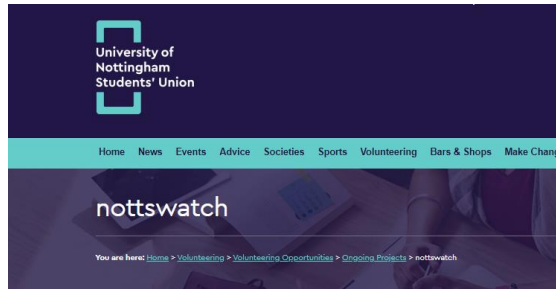 University of
Nottingham
Students' Union
Home News Events Advice Societies Sports Volunteering Bars & Shops Make Chang
nottswatch
You are here: Home > Volunteering > Volunteering Opportunities > Ongoing Projects > nottswatch